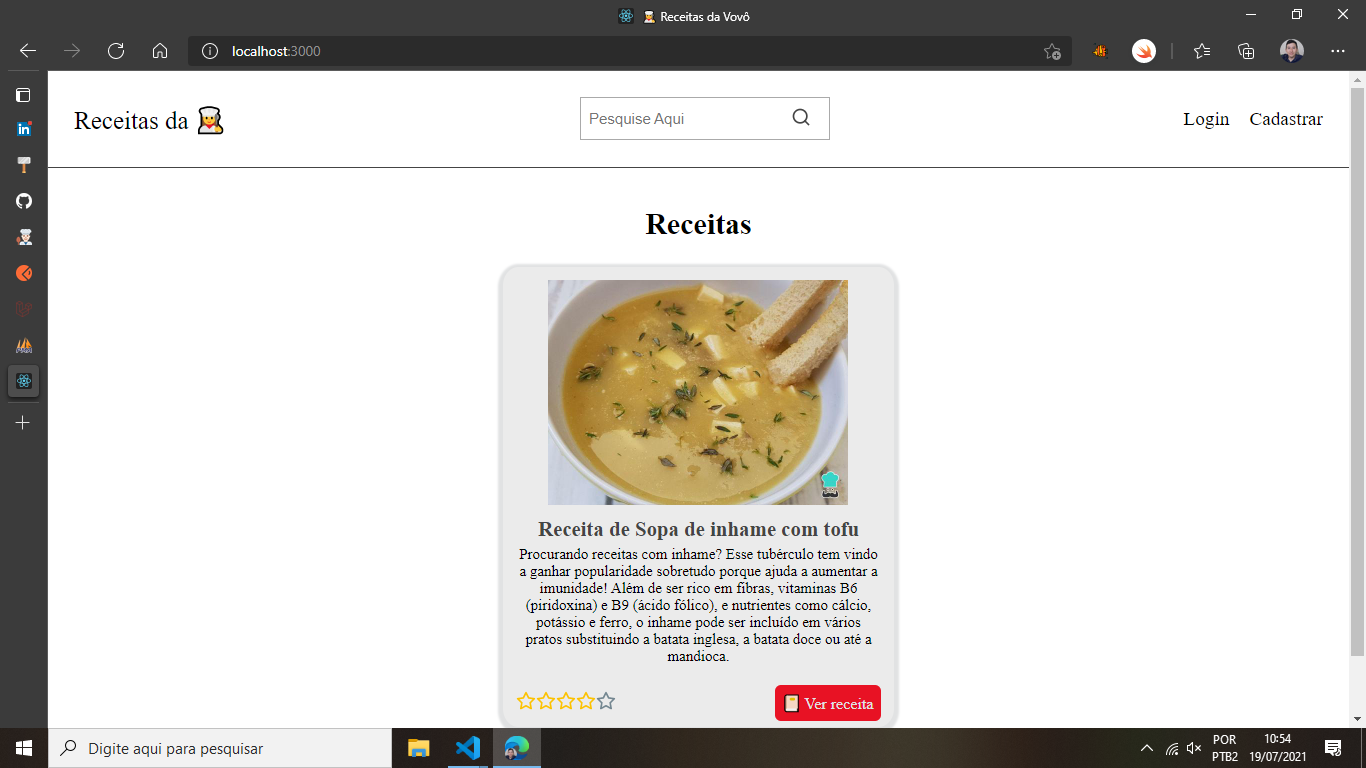 Receitas da Vovô
localhost:3000
Receitas da
Pesquise Aqui
Login Cadastrar
Receitas
Receita de Sopa de inhame com tofu
Procurando receitas com inhame? Esse tubérculo tem vindo
a ganhar popularidade sobretudo porque ajuda a aumentar a
imunidade! Além de ser rico em fibras, vitaminas B6
(piridoxina) e B9 (ácido fólico), e nutrientes como cálcio,
potássio e ferro, o inhame pode ser incluído em vários
pratos substituindo a batata inglesa, a batata doce ou até a
mandioca.
Ver receita
Digite aqui para pesquisar
POR
PTB2
10:54
19/07/2021